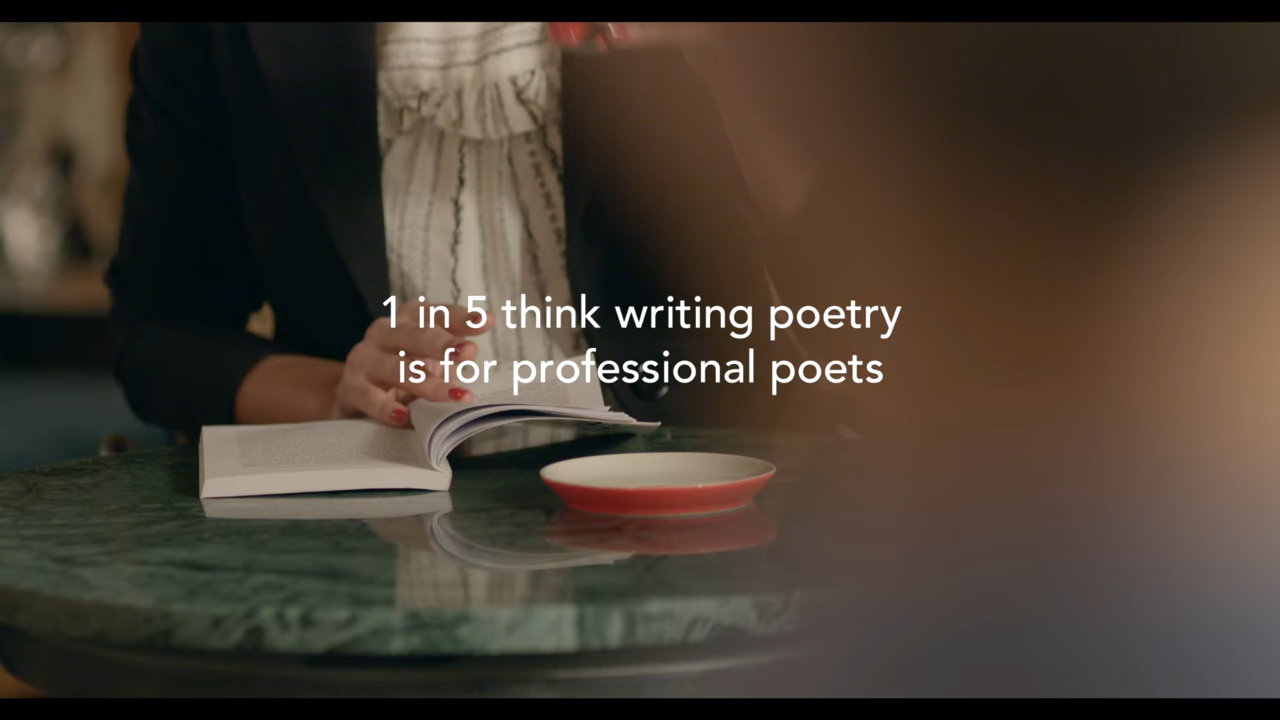 1 in 5 think writing poetry
is for professional poets